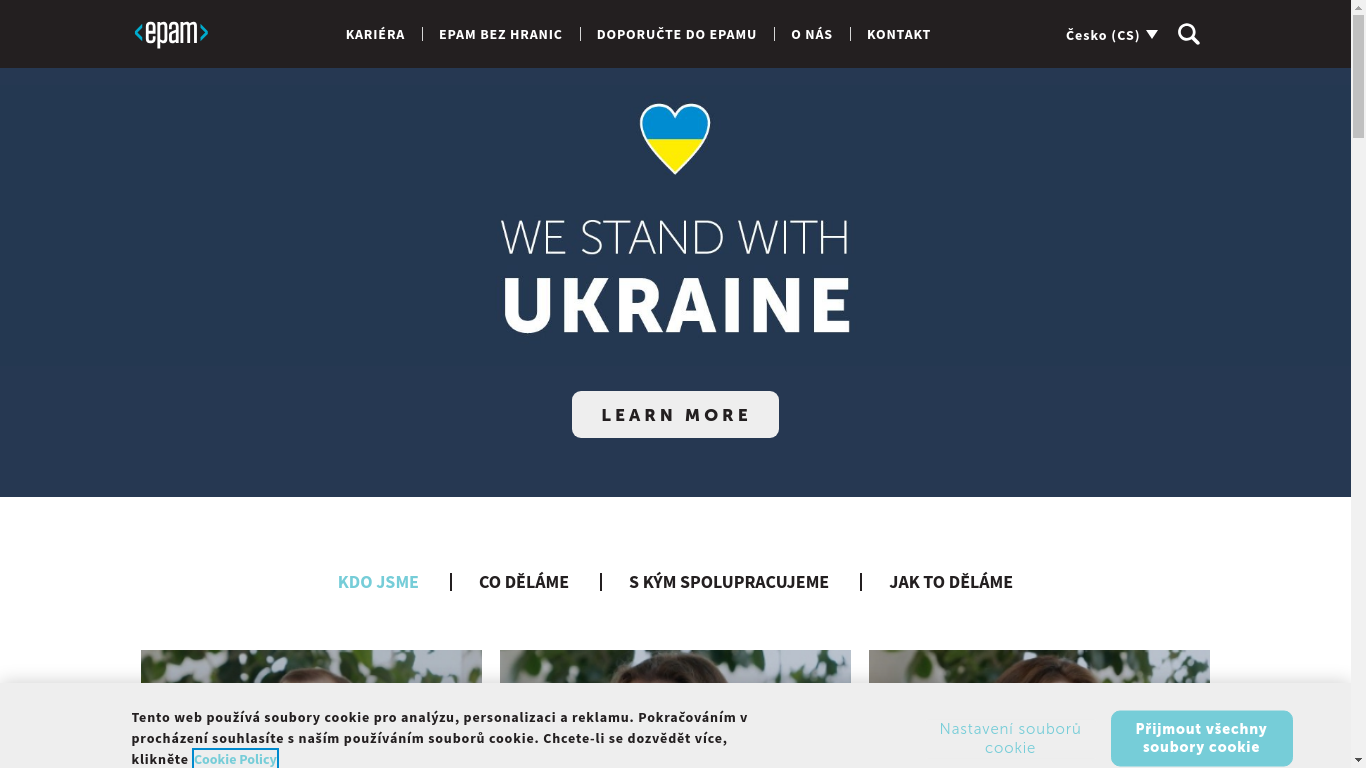 <epam>
KARIÉRA
EPAM BEZ HRANIC
DOPORUČTE DO EPAMU
O NÁS
KONTAKT
Česko (CS)
WE STAND WITH
UKRAINE
LEARN MORE
KDO JSME
CO DĚLÁME
S KÝM SPOLUPRACUJEME
JAK TO DĚLÁME
Tento web používá soubory cookie pro analýzu, personalizaci a reklamu. Pokračováním v
procházení souhlasíte s naším používáním souborů cookie. Chcete-li se dozvědět více,
klikněte Cookie Policy
Nastavení souborů
cookie
Přijmout všechny
soubory cookie